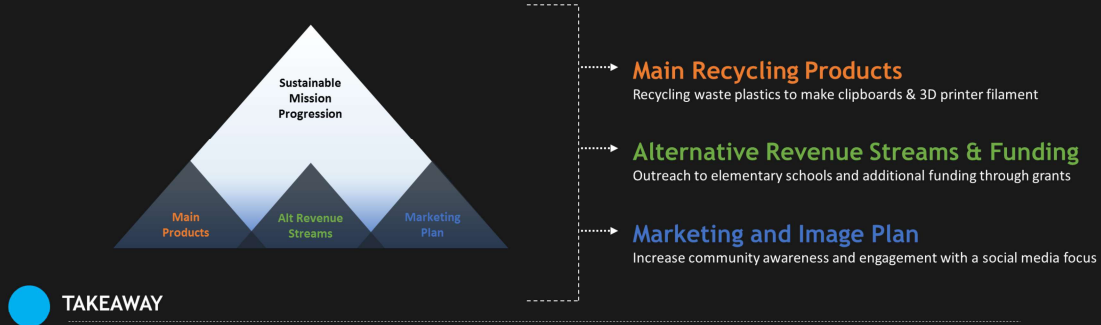 Sustainable
Mission
Progression
Main
Products
Alt Revenue
Streams
Marketing
Plan
Main Recycling Products
Recycling waste plastics to make clipboards & 3D printer filament
Alternative Revenue Streams & Funding
Outreach to elementary schools and additional funding through grants
Marketing and Image Plan
Increase community awareness and engagement with a social media focus
TAKEAWAY